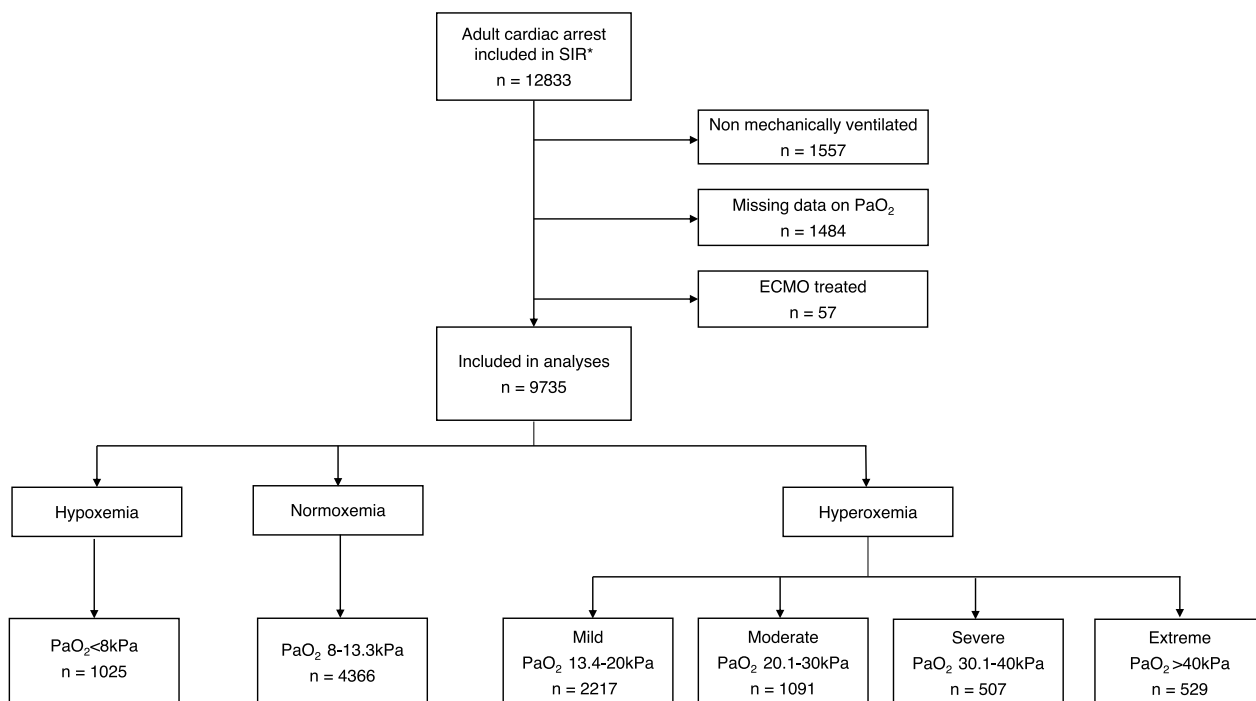 Adult cardiac arrest
included in SIR*
n = 12833
Non mechanically ventilated
n = 1557
Missing data on PaO₂
n = 1484
ECMO treated
n = 57
Included in analyses
n = 9735
Hypoxemia
Normoxemia
Hyperoxemia
PaO₂<8kPa
n = 1025
PaO₂ 8-13.3kPa
n = 4366
Mild
PaO₂ 13.4-20kPa
n = 2217
Moderate
PaO₂ 20.1-30kPa
n = 1091
Severe
PaO₂ 30.1-40kPa
n = 507
Extreme
PaO₂ >40kPa
n = 529